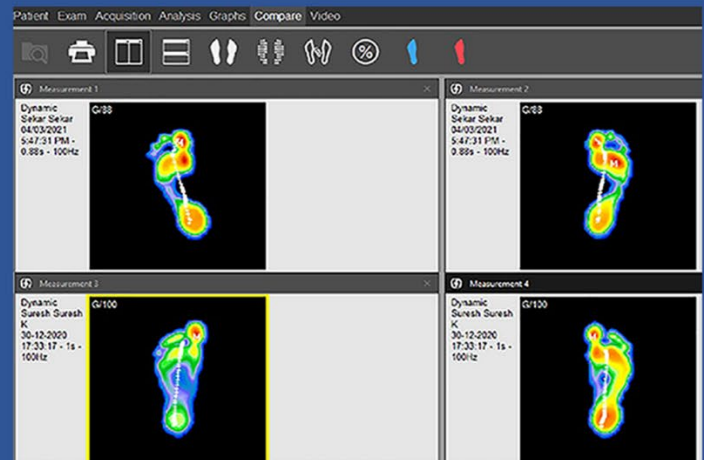 Patient Exam Acquisition Analysis Graphs Compare Video
%
Measurement 1
Dynamic
Sekar Sekar
04/03/2021
5:47:31 PM -
0.88s - 100Hz
G/88
M
Measurement 2
Dynamic
Sekar Sekar
04/03/2021
5:47:31 PM -
0.88s - 100Hz
G/88
M
Measurement 3
Dynamic
Suresh Suresh
K
30-12-2020
17:33:17 - 1s -
100Hz
G/100
M
Measurement 4
Dynamic
Suresh Suresh
K
30-12-2020
17:33:17 - 1s -
100Hz
G/100
M